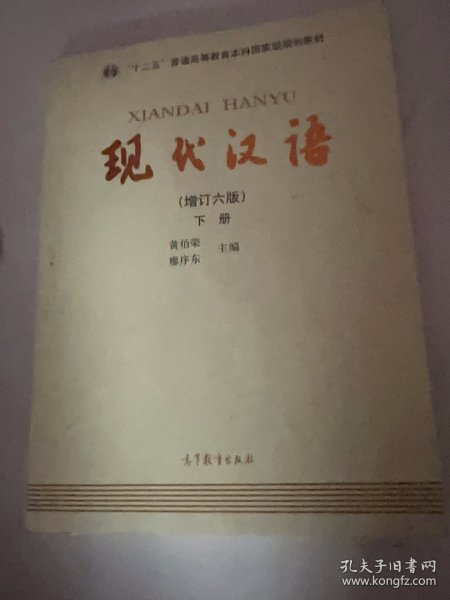 "十二五"普通高等教育本科国家级规划教材
XIANDAI HANYU
现代汉语
(增订六版)
下册
黄伯荣
廖序东
主编
高等教育出版社
孔夫子旧书网
www.kongfz.com